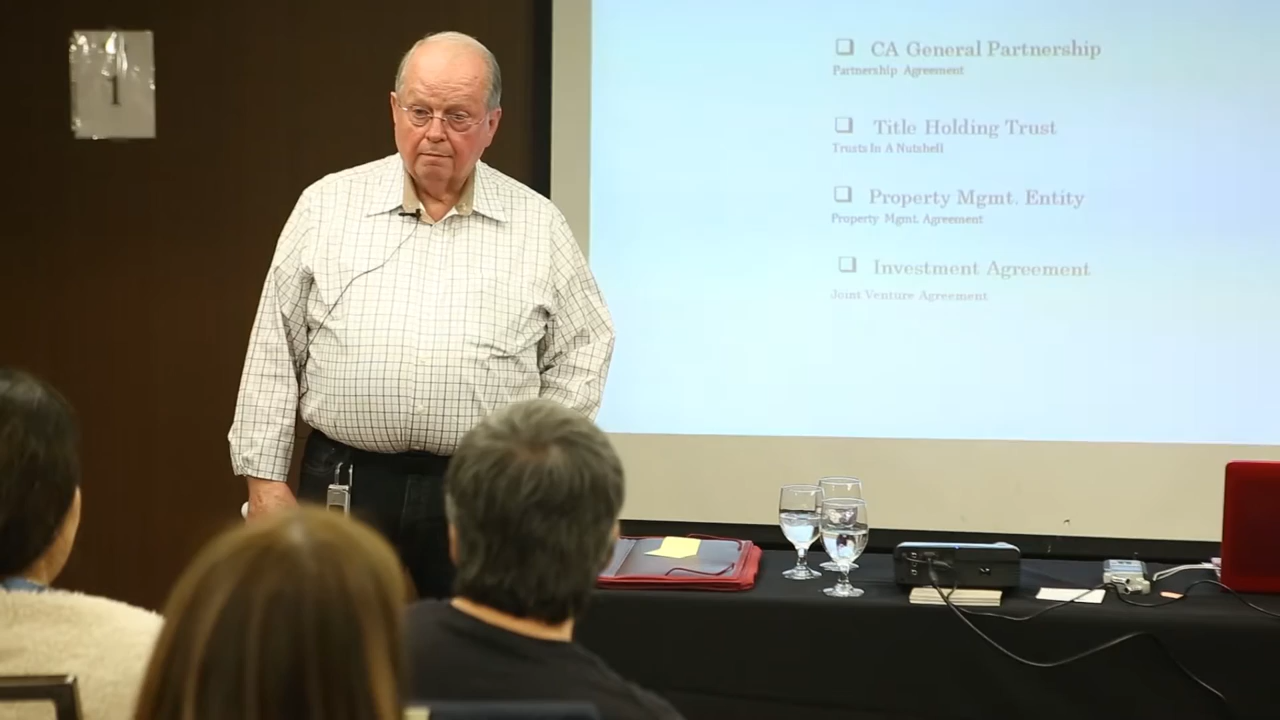 1
CA General Partnership
Partnership Agreement
Title Holding Trust
Trusts In A Nutshell
Property Mgmt. Entity
Property Mgmt. Agreement
Investment Agreement
Joint Venture Agreement